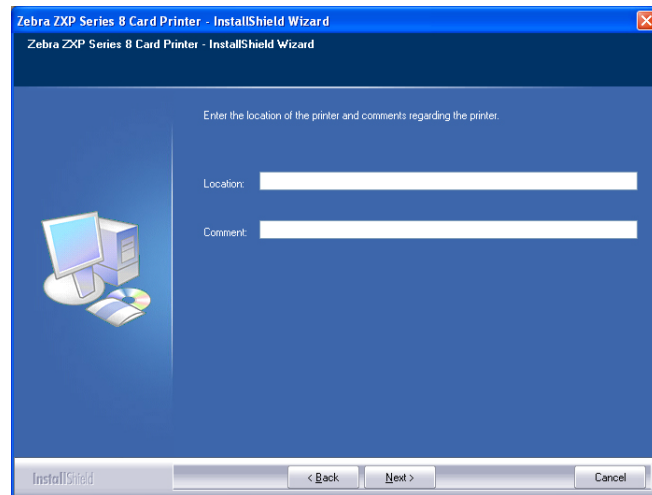 Zebra ZXP Series 8 Card Printer - InstallShield Wizard
Zebra ZXP Series 8 Card Printer - InstallShield Wizard
Enter the location of the printer and comments regarding the printer.
Location:
Comment:
InstallShield
< Back
Next >
Cancel